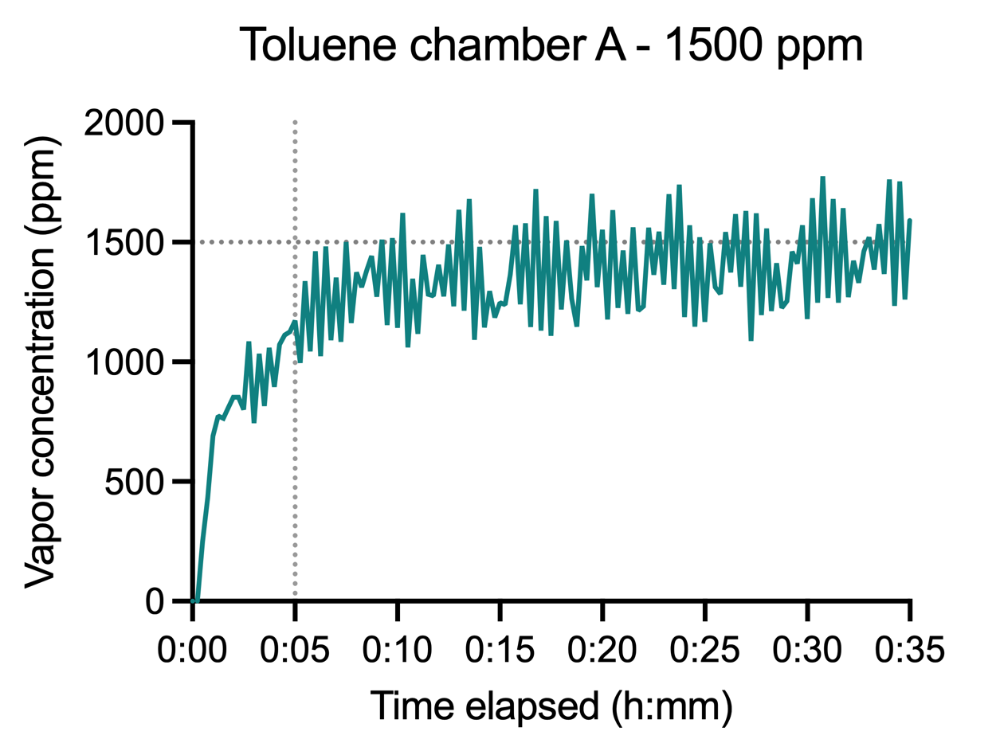 Toluene chamber A - 1500 ppm
Vapor concentration (ppm)
2000
1500
1000
500
0
0:00 0:05 0:10 0:15 0:20 0:25 0:30 0:35
Time elapsed (h:mm)